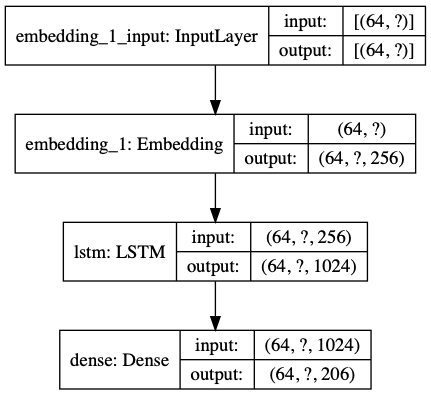 embedding_1_input: InputLayer
input:
[(64, ?)]
output:
[(64, ?)]
embedding_1: Embedding
input:
(64, ?)
output:
(64, ?, 256)
lstm: LSTM
input:
(64, ?, 256)
output:
(64, ?, 1024)
dense: Dense
input:
(64, ?, 1024)
output:
(64, ?, 206)